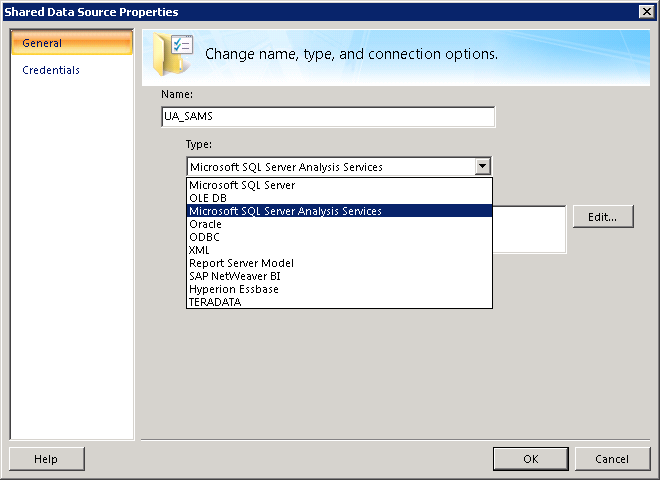 Shared Data Source Properties
General
Credentials
Change name, type, and connection options.
Name:
UA_SAMS
Type:
Microsoft SQL Server Analysis Services
Microsoft SQL Server
OLE DB
Microsoft SQL Server Analysis Services
Oracle
ODBC
XML
Report Server Model
SAP NetWeaver BI
Hyperion Essbase
TERADATA
Edit...
Help
OK
Cancel